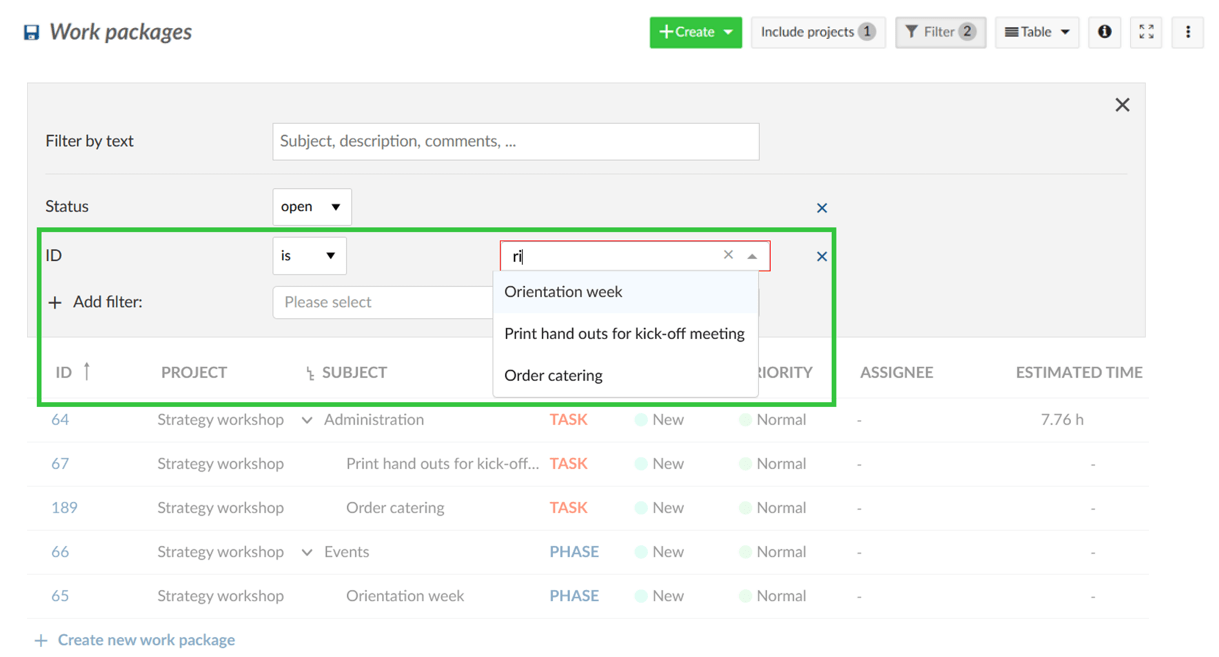 Work packages
Create Include projects 1 Filter 2 Table
Filter by text Subject, description, comments, ...
Status open
ID is ri
Orientation week
Add filter: Please select
Print hand outs for kick-off meeting
Order catering
ID PROJECT SUBJECT RIORITY ASSIGNEE ESTIMATED TIME
64 Strategy workshop Administration TASK New Normal - 7.76 h
67 Strategy workshop Print hand outs for kick-off... TASK New Normal - -
189 Strategy workshop Order catering TASK New Normal - -
66 Strategy workshop Events PHASE New Normal - -
65 Strategy workshop Orientation week PHASE New Normal - -
+ Create new work package